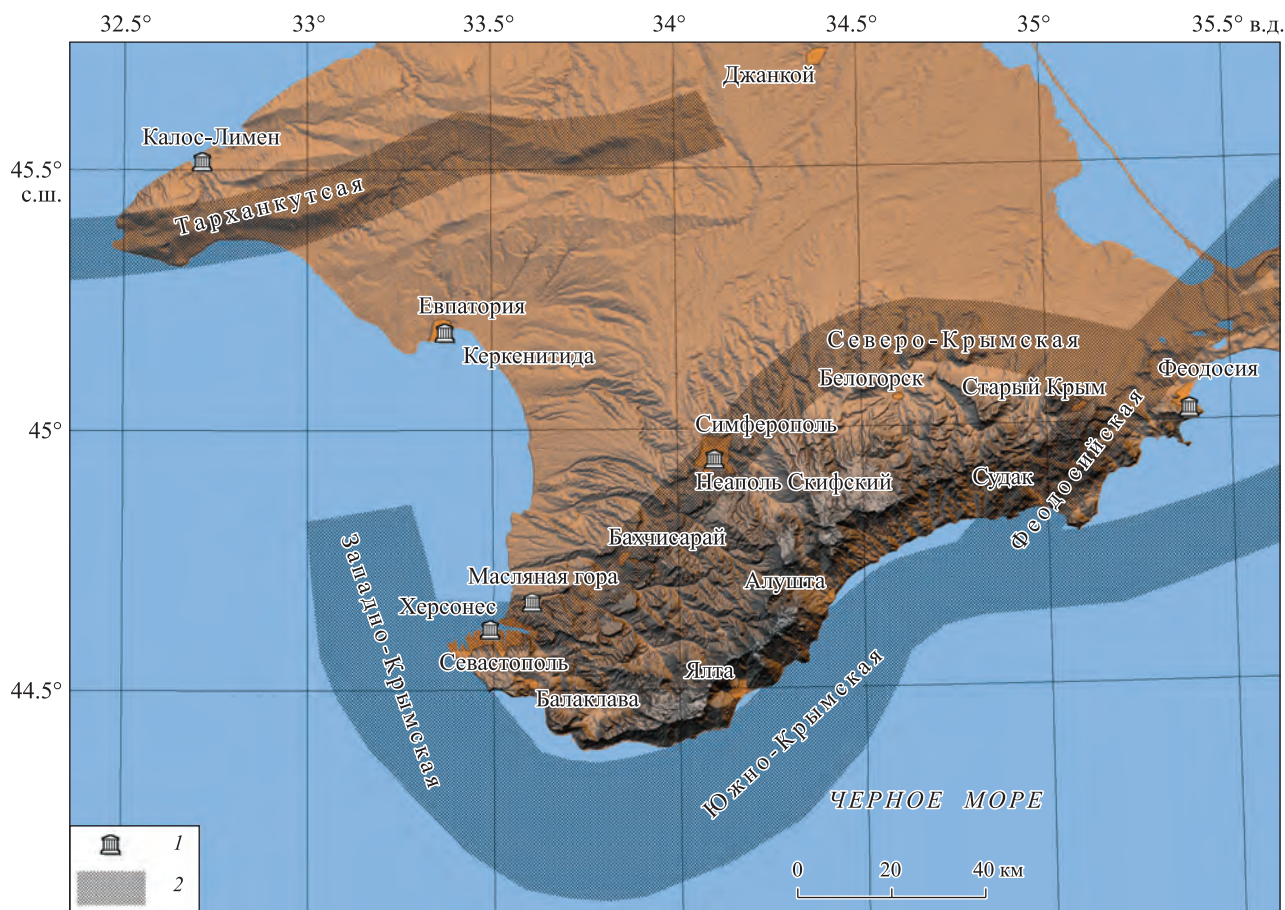 32.5° 33° 33.5° 34° 34.5° 35° 35.5° в.д.
Джанкой
Калос-Лимен
45.5°
с.ш.
Тарханкутсая
Евпатория
Керкенитида
Северо-Крымская
Белогорск
Старый Крым
Феодосия
Симферополь
45°
Неаполь Скифский
Судак
Феодосийская
Бахчисарай
Западно-Крымская
Масляная гора
Алушта
Херсонес
Севастополь
Ялта
44.5°
Балаклава
Южно-Крымская
ЧЕРНОЕ МОРЕ
1
2
0 20 40 км